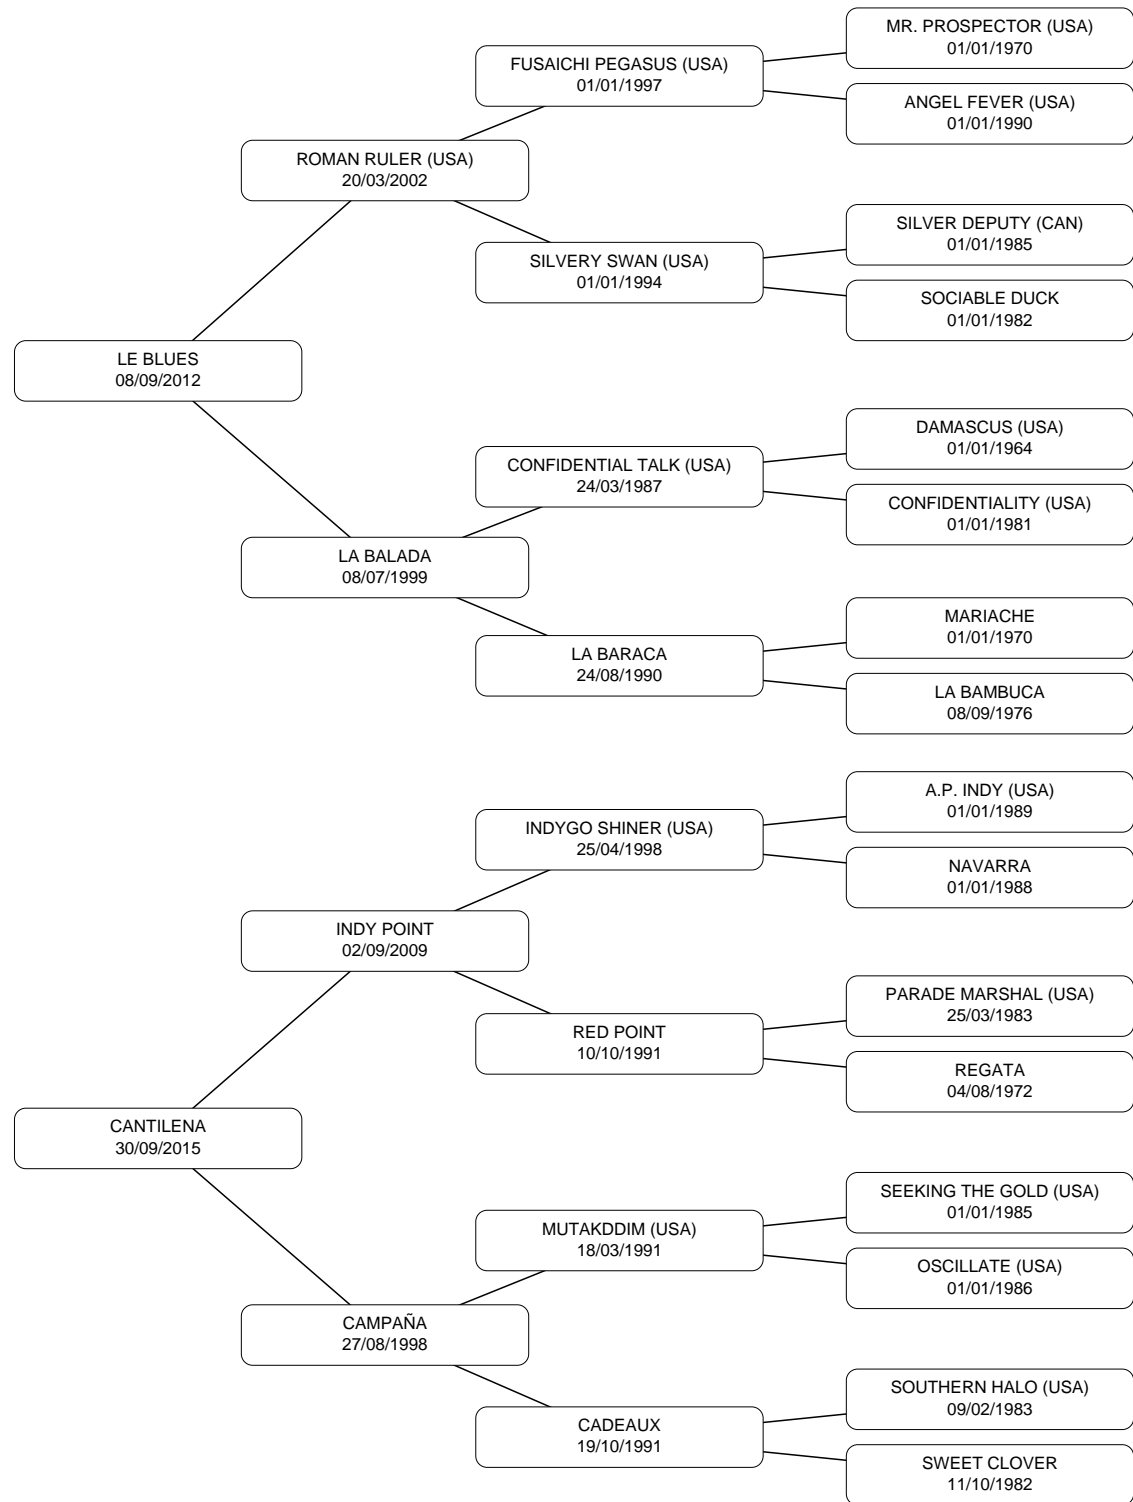 MR. PROSPECTOR (USA)
01/01/1970
FUSAICHI PEGASUS (USA)
01/01/1997
ANGEL FEVER (USA)
01/01/1990
ROMAN RULER (USA)
20/03/2002
SILVER DEPUTY (CAN)
01/01/1985
SILVERY SWAN (USA)
01/01/1994
SOCIABLE DUCK
01/01/1982
LE BLUES
08/09/2012
DAMASCUS (USA)
01/01/1964
CONFIDENTIAL TALK (USA)
24/03/1987
CONFIDENTIALITY (USA)
01/01/1981
LA BALADA
08/07/1999
MARIACHE
01/01/1970
LA BARACA
24/08/1990
LA BAMBUCA
08/09/1976
A.P. INDY (USA)
01/01/1989
INDYGO SHINER (USA)
25/04/1998
NAVARRA
01/01/1988
INDY POINT
02/09/2009
PARADE MARSHAL (USA)
25/03/1983
RED POINT
10/10/1991
REGATA
04/08/1972
CANTILENA
30/09/2015
SEEKING THE GOLD (USA)
01/01/1985
MUTAKDDIM (USA)
18/03/1991
OSCILLATE (USA)
01/01/1986
CAMPAÑA
27/08/1998
SOUTHERN HALO (USA)
09/02/1983
CADEAUX
19/10/1991
SWEET CLOVER
11/10/1982